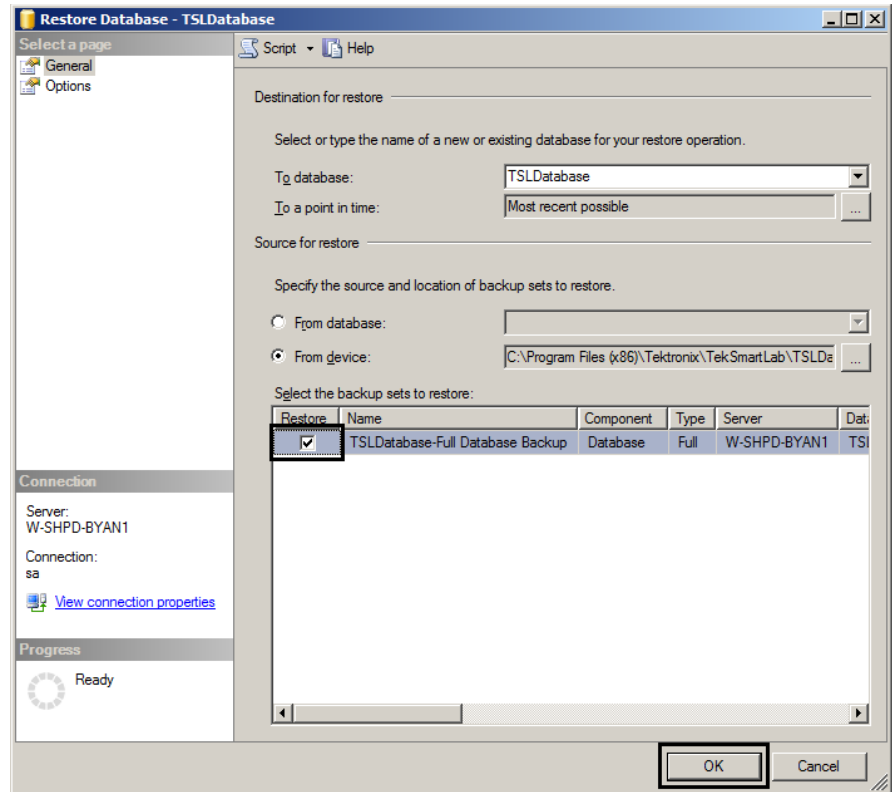 Restore Database - TSLDatabase
Select a page
General
Options
Script
Help
Destination for restore
Select or type the name of a new or existing database for your restore operation.
To database:
TSLDatabase
To a point in time:
Most recent possible
...
Source for restore
Specify the source and location of backup sets to restore.
From database:
From device:
C:\Program Files (x86)\Tektronix\TekSmartLab\TSLDa
...
Select the backup sets to restore:
Restore Name Component Type Server Data
TSLDatabase-Full Database Backup Database Full W-SHPD-BYAN1 TSl
Connection
Server:
W-SHPD-BYAN1
Connection:
sa
View connection properties
Progress
Ready
OK
Cancel